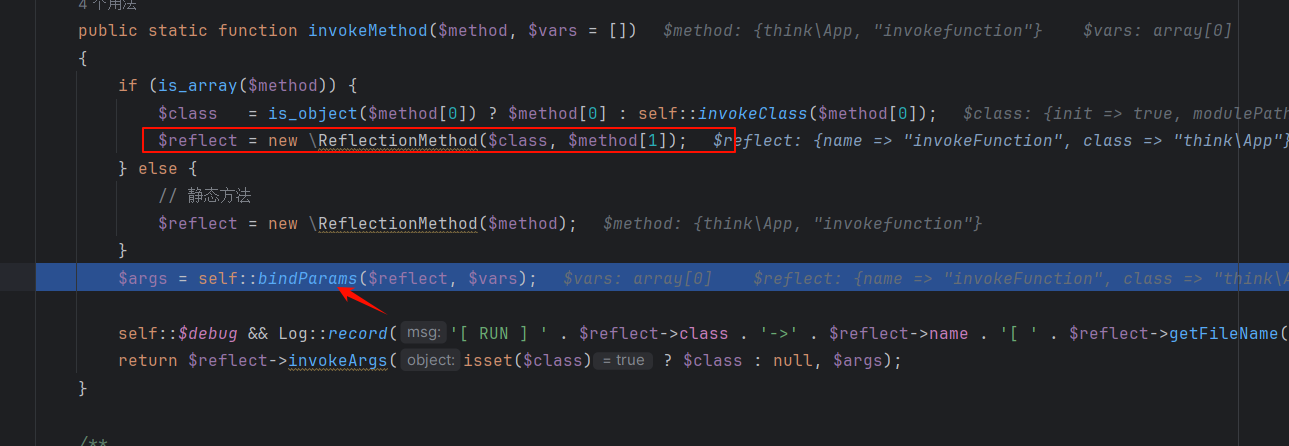 4 个用法
public static function invokeMethod($method, $vars = []) $method: {think\App, "invokefunction"} $vars: array[0]
{
if (is_array($method)) {
$class = is_object($method[0]) ? $method[0] : self::invokeClass($method[0]); $class: {init => true, modulePath
$reflect = new \ReflectionMethod($class, $method[1]); $reflect: {name => "invokeFunction", class => "think\App"}
} else {
// 静态方法
$reflect = new \ReflectionMethod($method); $method: {think\App, "invokefunction"}
}
$args = self::bindParams($reflect, $vars); $vars: array[0] $reflect: {name => "invokeFunction", class => "think\A
self::$debug && Log::record( msg: '[ RUN ] ' . $reflect->class . '->' . $reflect->name . '[ ' . $reflect->getFileName(
return $reflect->invokeArgs( object: isset($class) = true ? $class : null, $args);
}
/**